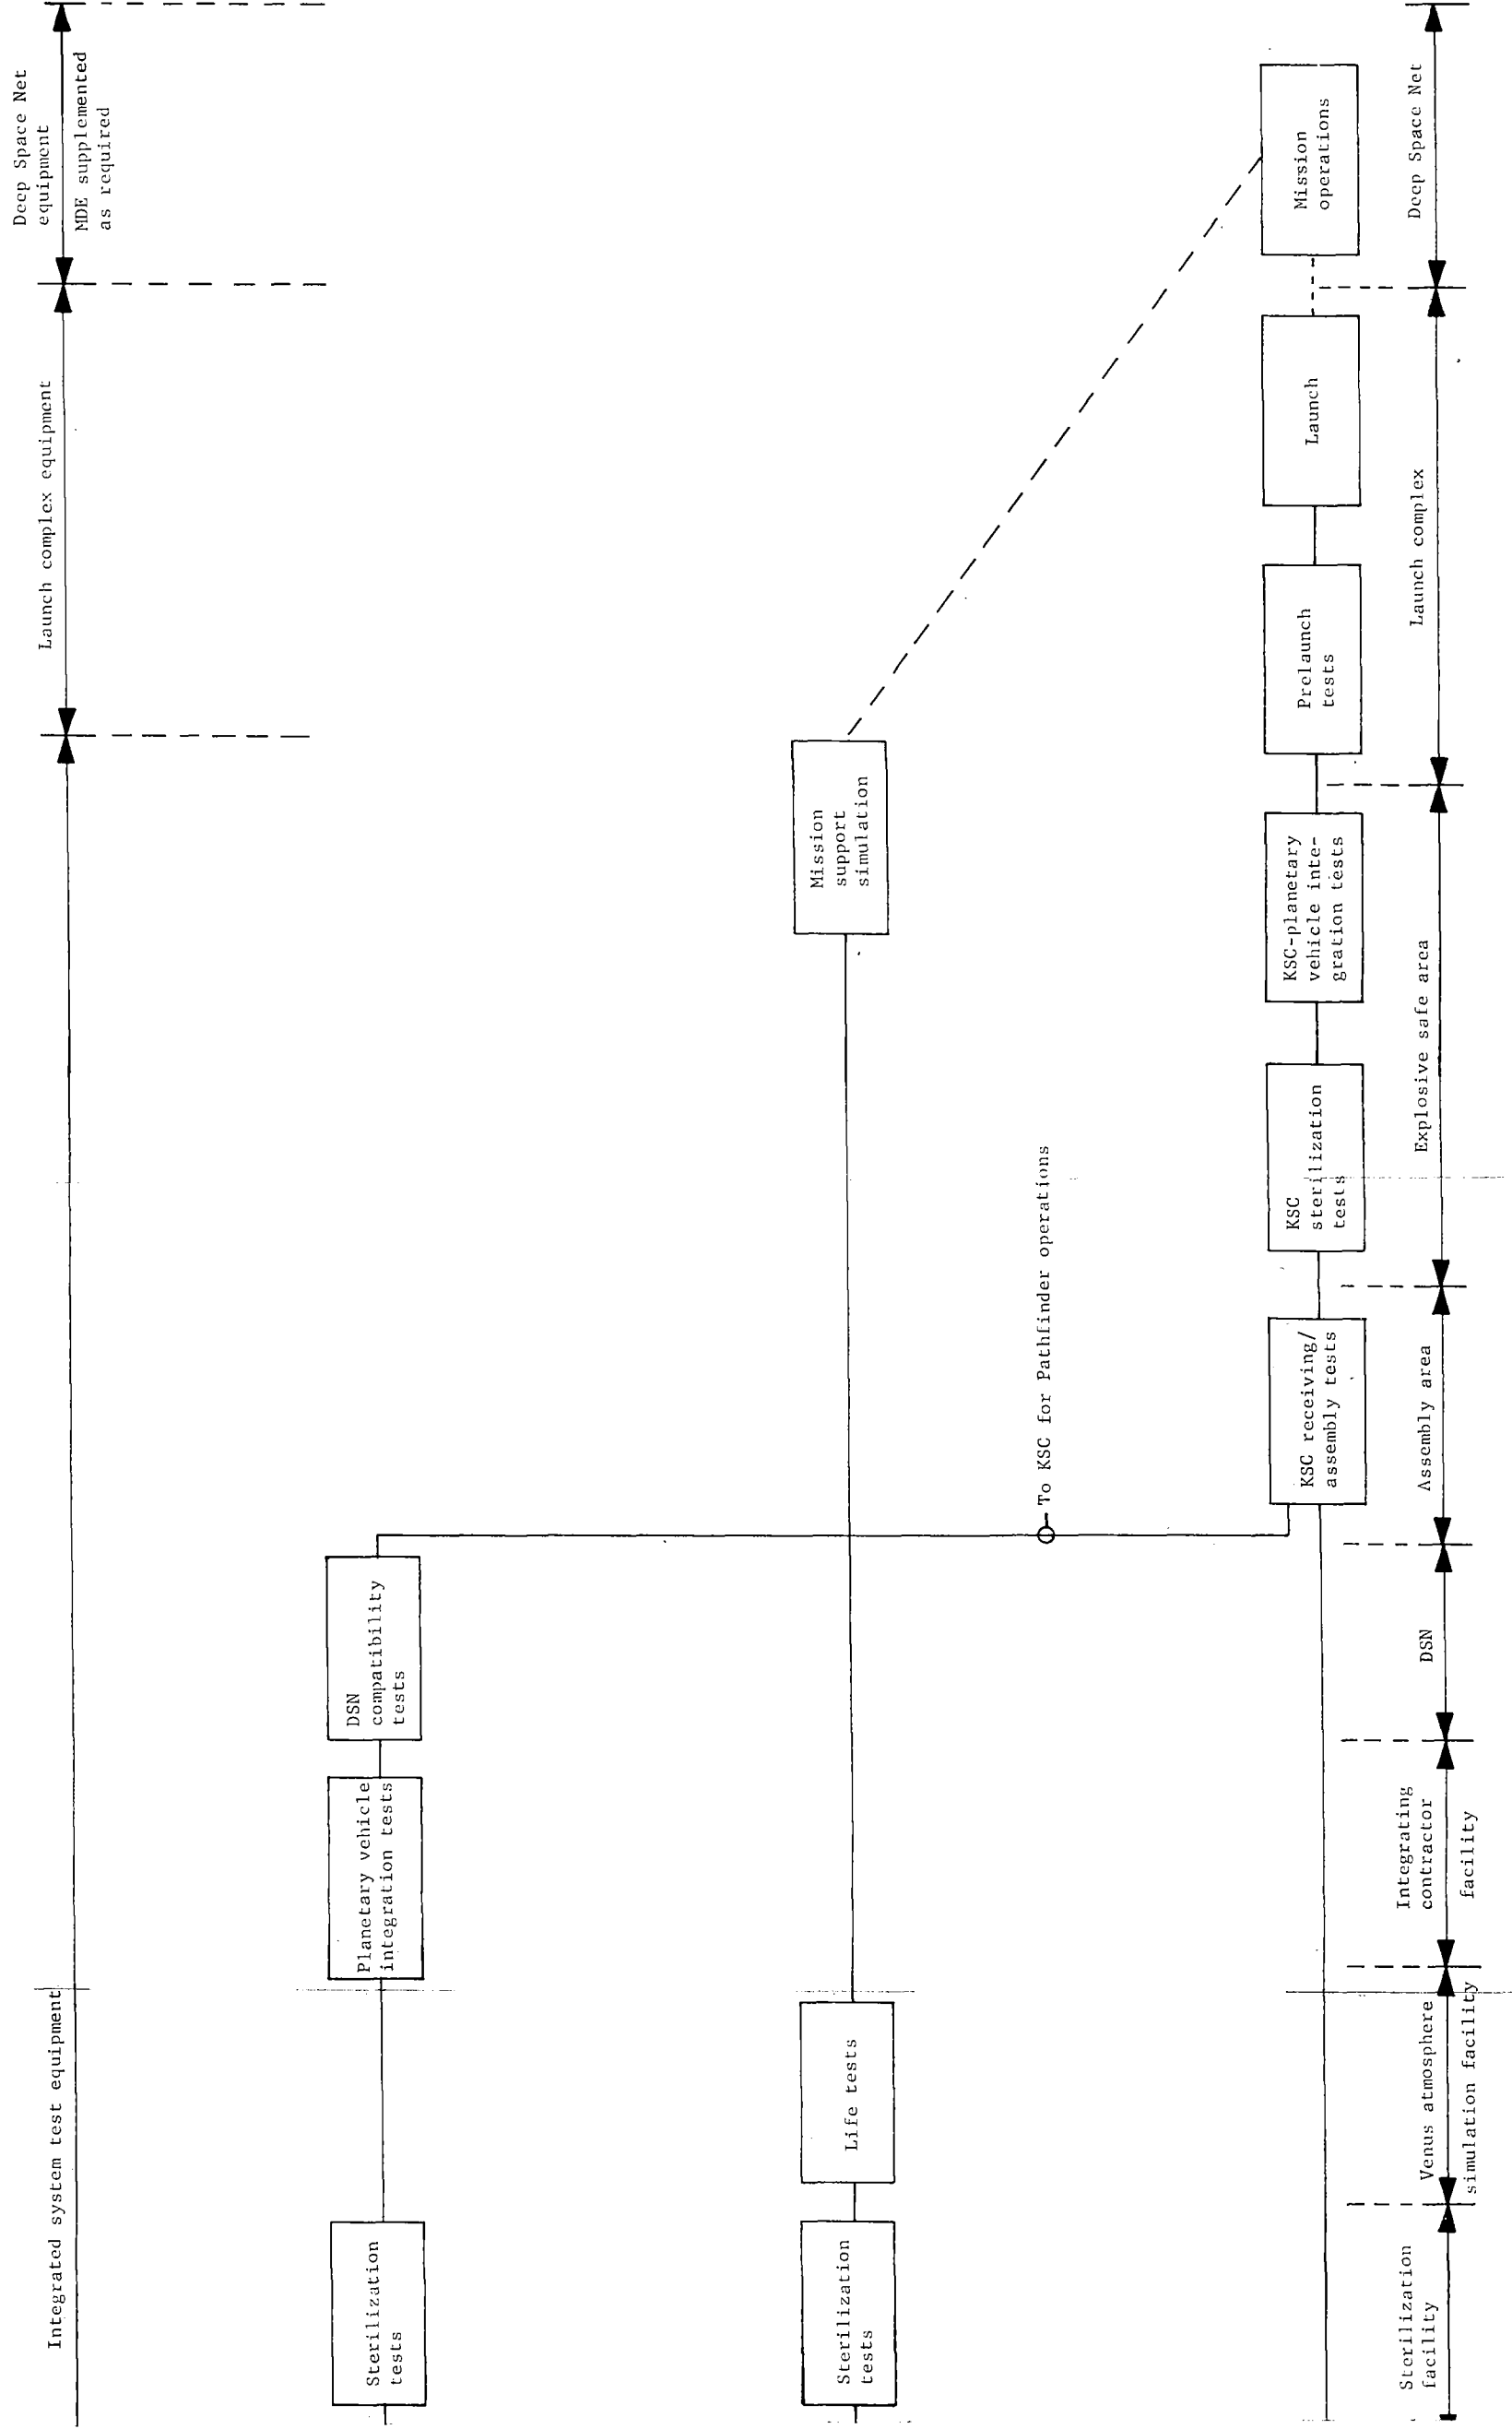 Integrated system test equipment
Launch complex equipment
Deep Space Net
equipment
MDE supplemented
as required
Sterilization
tests
Planetary vehicle
integration tests
DSN
compatibility
tests
Sterilization
tests
Life tests
Mission
support
simulation
To KSC for Pathfinder operations
KSC receiving/
assembly tests
KSC
sterilization
tests
KSC-planetary
vehicle inte-
gration tests
Prelaunch
tests
Launch
Mission
operations
Sterilization
facility
Venus atmosphere
simulation facility
Integrating
contractor
facility
DSN
Assembly area
Explosive safe area
Launch complex
Deep Space Net